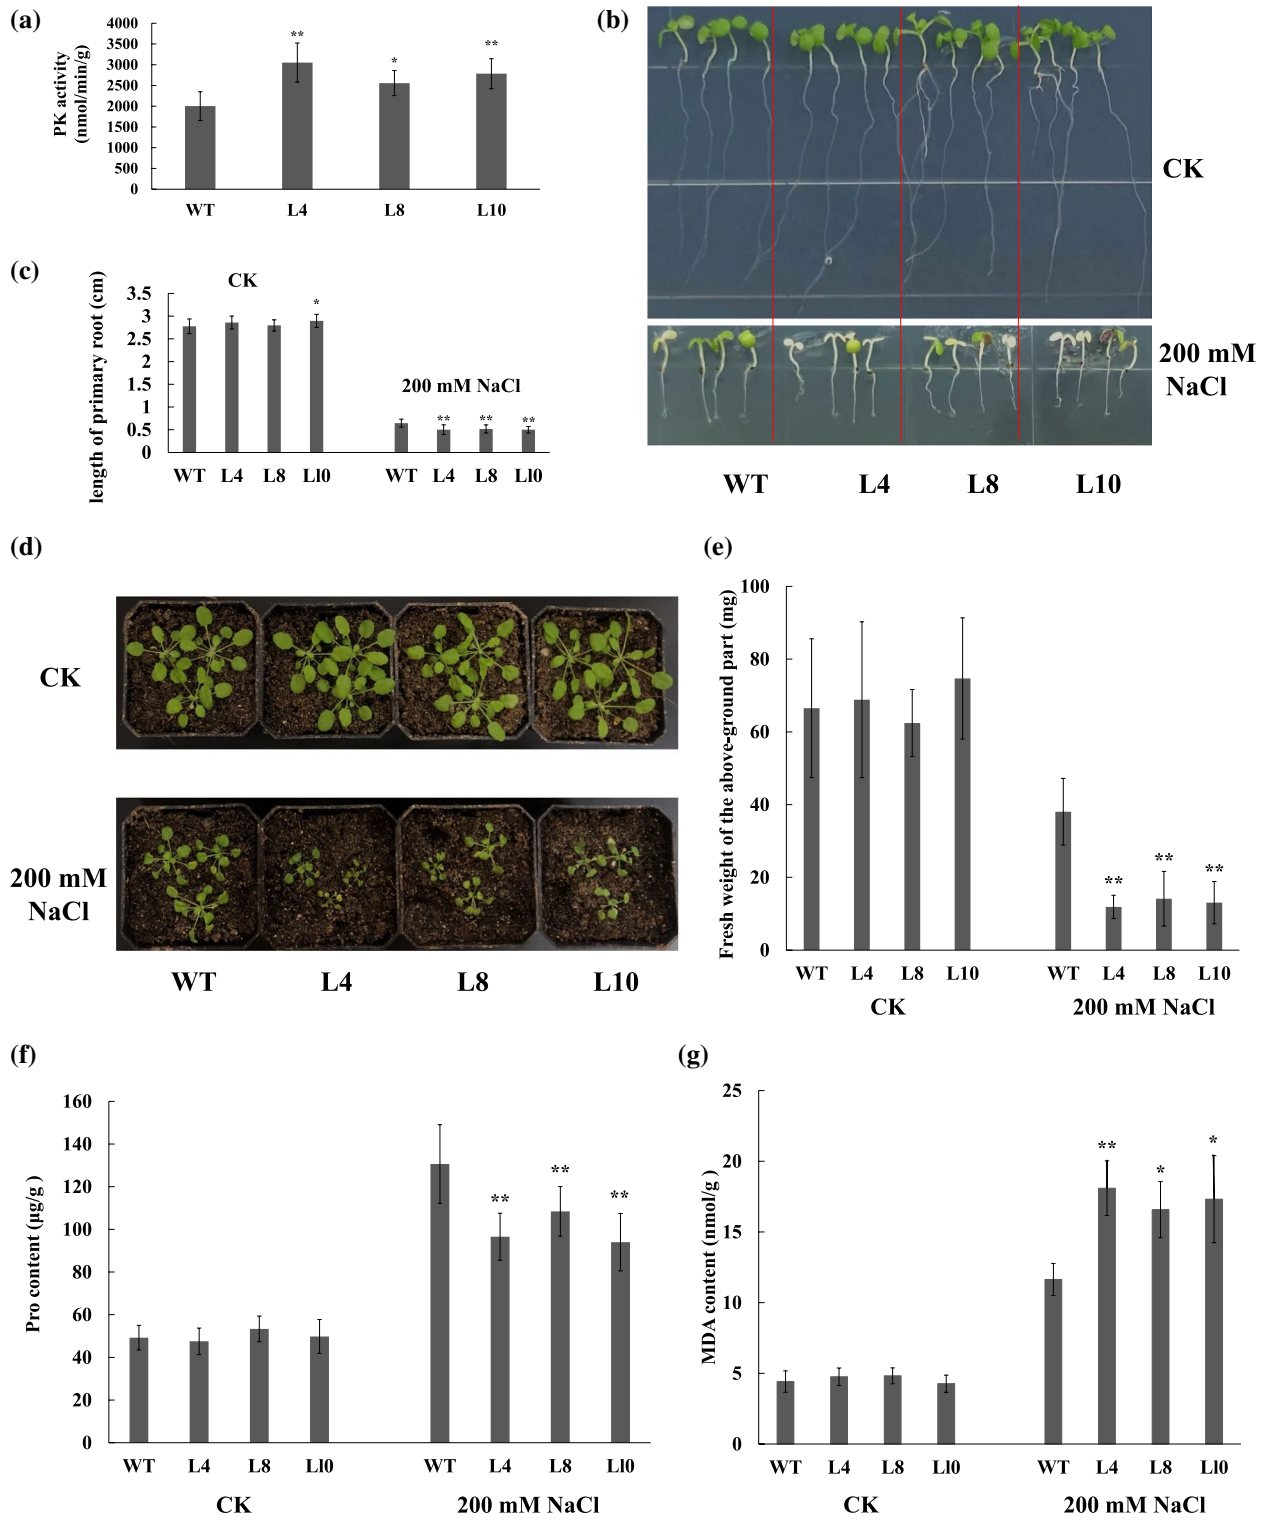 (a)
PK activity
(nmol/min/g)
4000
3500
3000
2500
2000
1500
1000
500
0
**
*
**
WT L4 L8 L10
(b)
CK
200 mM
NaCl
WT L4 L8 L10
(c)
length of primary root (cm)
CK
3.5
3
2.5
2
1.5
1
0.5
0
*
200 mM NaCl
** ** **
WT L4 L8 Ll0 WT L4 L8 Ll0
(d)
CK
200 mM
NaCl
WT L4 L8 L10
(e)
Fresh weight of the above-ground part (mg)
100
80
60
40
20
0
** ** **
WT L4 L8 L10 WT L4 L8 L10
CK 200 mM NaCl
(f)
Pro content (µg/g )
160
140
120
100
80
60
40
20
0
** ** **
WT L4 L8 Ll0 WT L4 L8 Ll0
CK 200 mM NaCl
(g)
MDA content (nmol/g )
25
20
15
10
5
0
** * *
WT L4 L8 Ll0 WT L4 L8 Ll0
CK 200 mM NaCl